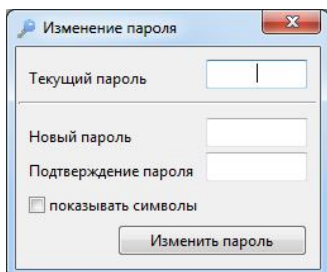 Изменение пароля
Текущий пароль
Новый пароль
Подтверждение пароля
показывать символы
Изменить пароль